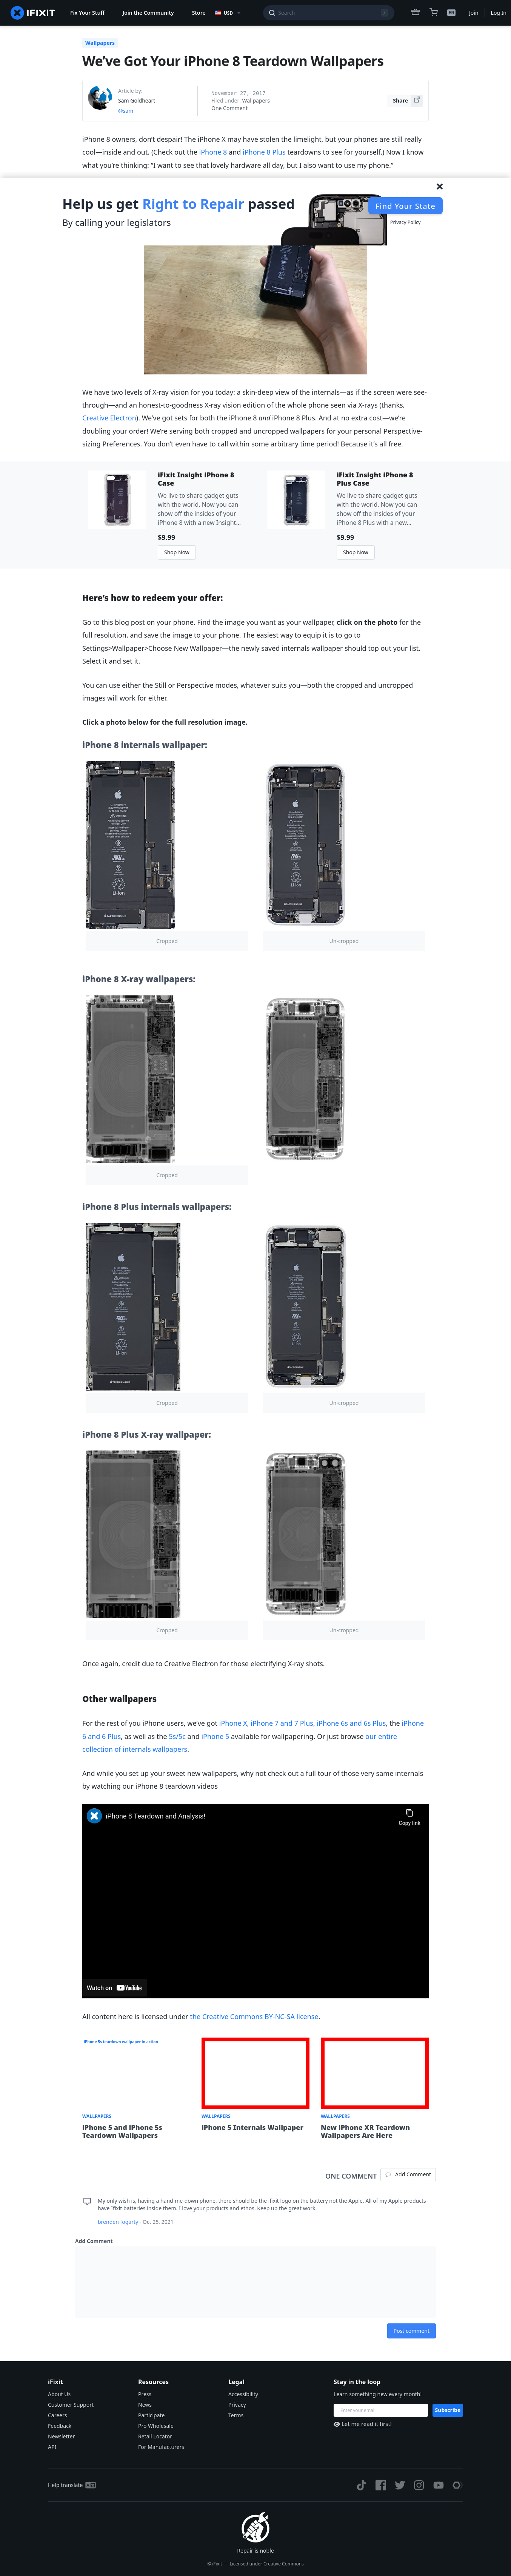 IFIXIT
Fix Your Stuff
Join the Community
Store
USD
Search
/
EN
Join
Log In
Wallpapers
We've Got Your iPhone 8 Teardown Wallpapers
Article by:
Sam Goldheart
@sam
November 27, 2017
Filed under: Wallpapers
One Comment
Share
iPhone 8 owners, don't despair! The iPhone X may have stolen the limelight, but your phones are still really
cool—inside and out. (Check out the iPhone 8 and iPhone 8 Plus teardowns to see for yourself.) Now I know
what you're thinking: "I want to see that lovely hardware all day, but I also want to use my phone."
Help us get Right to Repair passed
By calling your legislators
Find Your State
Privacy Policy
We have two levels of X-ray vision for you today: a skin-deep view of the internals—as if the screen were see-
through—and an honest-to-goodness X-ray vision edition of the whole phone seen via X-rays (thanks,
Creative Electron). We've got sets for both the iPhone 8 and iPhone 8 Plus. And at no extra cost—we're
doubling your order! We're serving both cropped and uncropped wallpapers for your personal Perspective-
sizing Preferences. You don't even have to call within some arbitrary time period! Because it's all free.
iFixit Insight iPhone 8
Case
We live to share gadget guts
with the world. Now you can
show off the insides of your
iPhone 8 with a new Insight...
$9.99
Shop Now
iFixit Insight iPhone 8
Plus Case
We live to share gadget guts
with the world. Now you can
show off the insides of your
iPhone 8 Plus with a new...
$9.99
Shop Now
Here's how to redeem your offer:
Go to this blog post on your phone. Find the image you want as your wallpaper, click on the photo for the
full resolution, and save the image to your phone. The easiest way to equip it is to go to
Settings>Wallpaper>Choose New Wallpaper—the newly saved internals wallpaper should top out your list.
Select it and set it.
You can use either the Still or Perspective modes, whatever suits you—both the cropped and uncropped
images will work for either.
Click a photo below for the full resolution image.
iPhone 8 internals wallpaper:
Li-ion
Li-ion
Cropped
Un-cropped
iPhone 8 X-ray wallpapers:
Cropped
iPhone 8 Plus internals wallpapers:
Li-ion
Li-ion
Cropped
Un-cropped
iPhone 8 Plus X-ray wallpaper:
Cropped
Un-cropped
Once again, credit due to Creative Electron for those electrifying X-ray shots.
Other wallpapers
For the rest of you iPhone users, we've got iPhone X, iPhone 7 and 7 Plus, iPhone 6s and 6s Plus, the iPhone
6 and 6 Plus, as well as the 5s/5c and iPhone 5 available for wallpapering. Or just browse our entire
collection of internals wallpapers.
And while you set up your sweet new wallpapers, why not check out a full tour of those very same internals
by watching our iPhone 8 teardown videos
iPhone 8 Teardown and Analysis!
Copy link
Watch on YouTube
All content here is licensed under the Creative Commons BY-NC-SA license.
iPhone 5s teardown wallpaper in action
WALLPAPERS
iPhone 5 and iPhone 5s
Teardown Wallpapers
WALLPAPERS
iPhone 5 Internals Wallpaper
WALLPAPERS
New iPhone XR Teardown
Wallpapers Are Here
ONE COMMENT
Add Comment
My only wish is, having a hand-me-down phone, there should be the ifixit logo on the battery not the Apple. All of my Apple products
have Ifixit batteries inside them. I love your products and ethos. Keep up the great work.
brenden fogarty - Oct 25, 2021
Add Comment
Post comment
iFixit
About Us
Customer Support
Careers
Feedback
Newsletter
API
Resources
Press
News
Participate
Pro Wholesale
Retail Locator
For Manufacturers
Legal
Accessibility
Privacy
Terms
Stay in the loop
Learn something new every month!
Enter your email
Subscribe
Let me read it first!
Help translate
Repair is noble
© iFixit — Licensed under Creative Commons